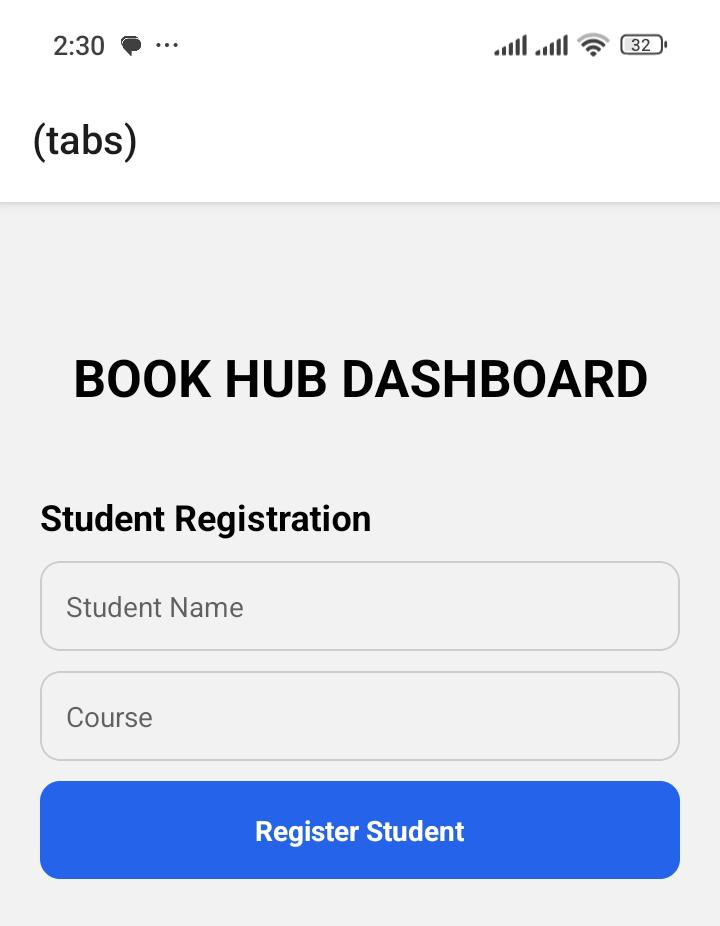 2:30
32
(tabs)
BOOK HUB DASHBOARD
Student Registration
Student Name
Course
Register Student